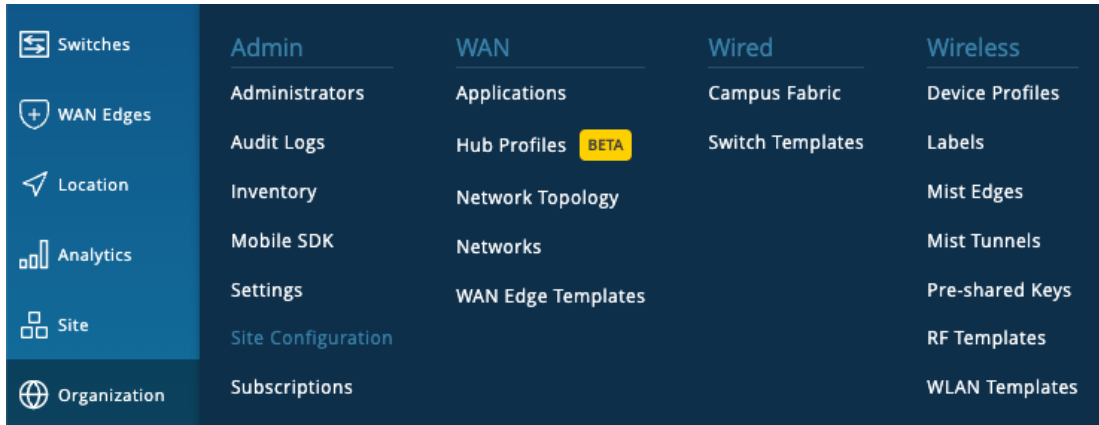 Switches
WAN Edges
Location
Analytics
Site
Organization
Admin
Administrators
Audit Logs
Inventory
Mobile SDK
Settings
Site Configuration
Subscriptions
WAN
Applications
Hub Profiles BETA
Network Topology
Networks
WAN Edge Templates
Wired
Campus Fabric
Switch Templates
Wireless
Device Profiles
Labels
Mist Edges
Mist Tunnels
Pre-shared Keys
RF Templates
WLAN Templates